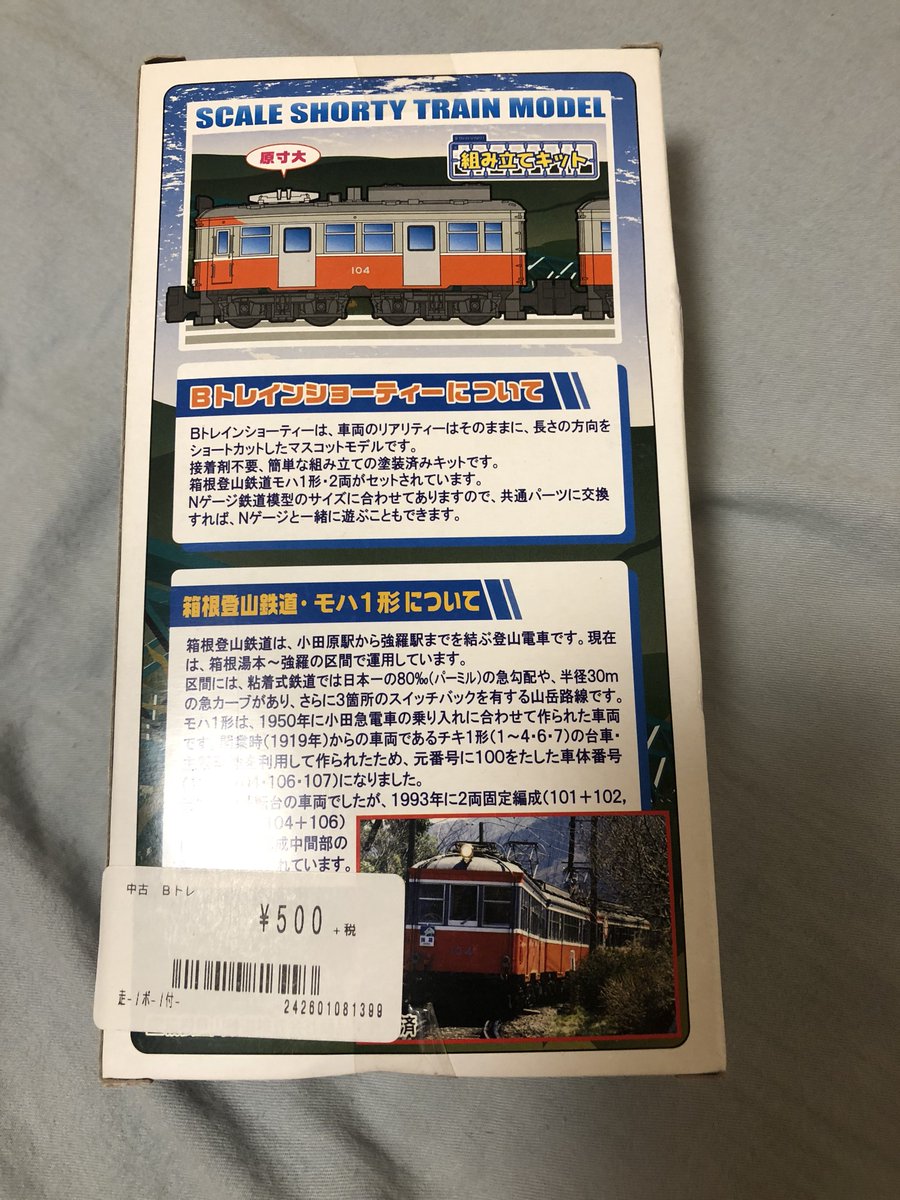 SCALE SHORTY TRAIN MODEL
原寸大
組み立てキット
104
Bトレインショーティーについて
Bトレインショーティーは、車両のリアリティーはそのままに、長さの方向を
ショートカットしたマスコットモデルです。
接着剤不要、簡単な組み立ての塗装済みキットです。
箱根登山鉄道モハ1形・2両がセットされています。
Nゲージ鉄道模型のサイズに合わせてありますので、共通パーツに交換
すれば、Nゲージと一緒に遊ぶこともできます。
箱根登山鉄道・モハ1形について
箱根登山鉄道は、小田原駅から強羅駅までを結ぶ登山電車です。現在
は、箱根湯本～強羅の区間で運用しています。
区間には、粘着式鉄道では日本一の80‰(パーミル)の急勾配や、半径30m
の急カーブがあり、さらに3箇所のスイッチバックを有する山岳路線です。
モハ1形は、1950年に小田急電車の乗り入れに合わせて作られた車両
です。開業時(1919年)からの車両であるチキ1形(1～4・6・7)の台車・
を利用して作られたため、元番号に100をたした車体番号
・106・107)になりました。
の車両でしたが、1993年に2両固定編成(101+102,
104+106)
成中間部の
れています。
中古 Bトレ
¥500 +税
走-/ボ-/付-
242601081399
済